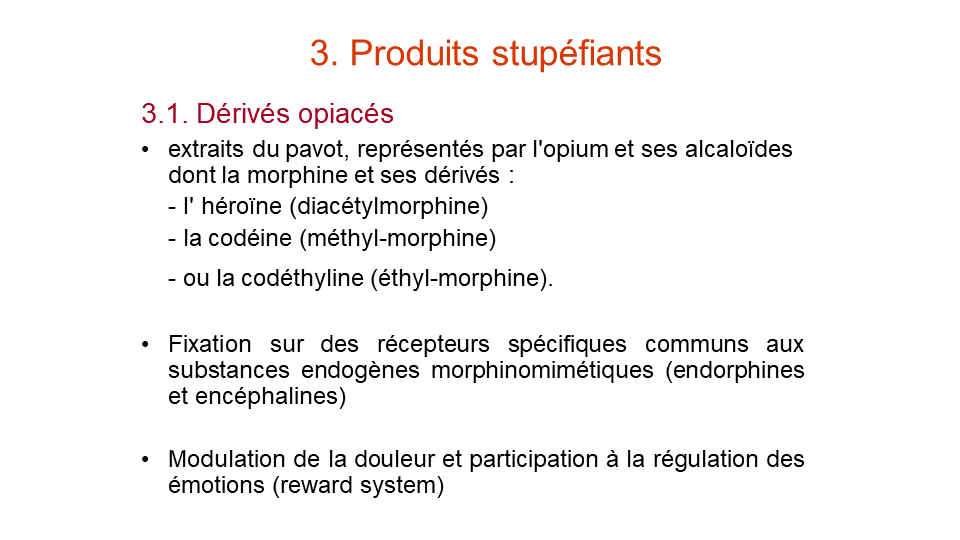 3. Produits stupéfiants
3.1. Dérivés opiacés
• extraits du pavot, représentés par l'opium et ses alcaloïdes
dont la morphine et ses dérivés :
- l' héroïne (diacétylmorphine)
- la codéine (méthyl-morphine)
- ou la codéthyline (éthyl-morphine).
• Fixation sur des récepteurs spécifiques communs aux
substances endogènes morphinomimétiques (endorphines
et encéphalines)
• Modulation de la douleur et participation à la régulation des
émotions (reward system)